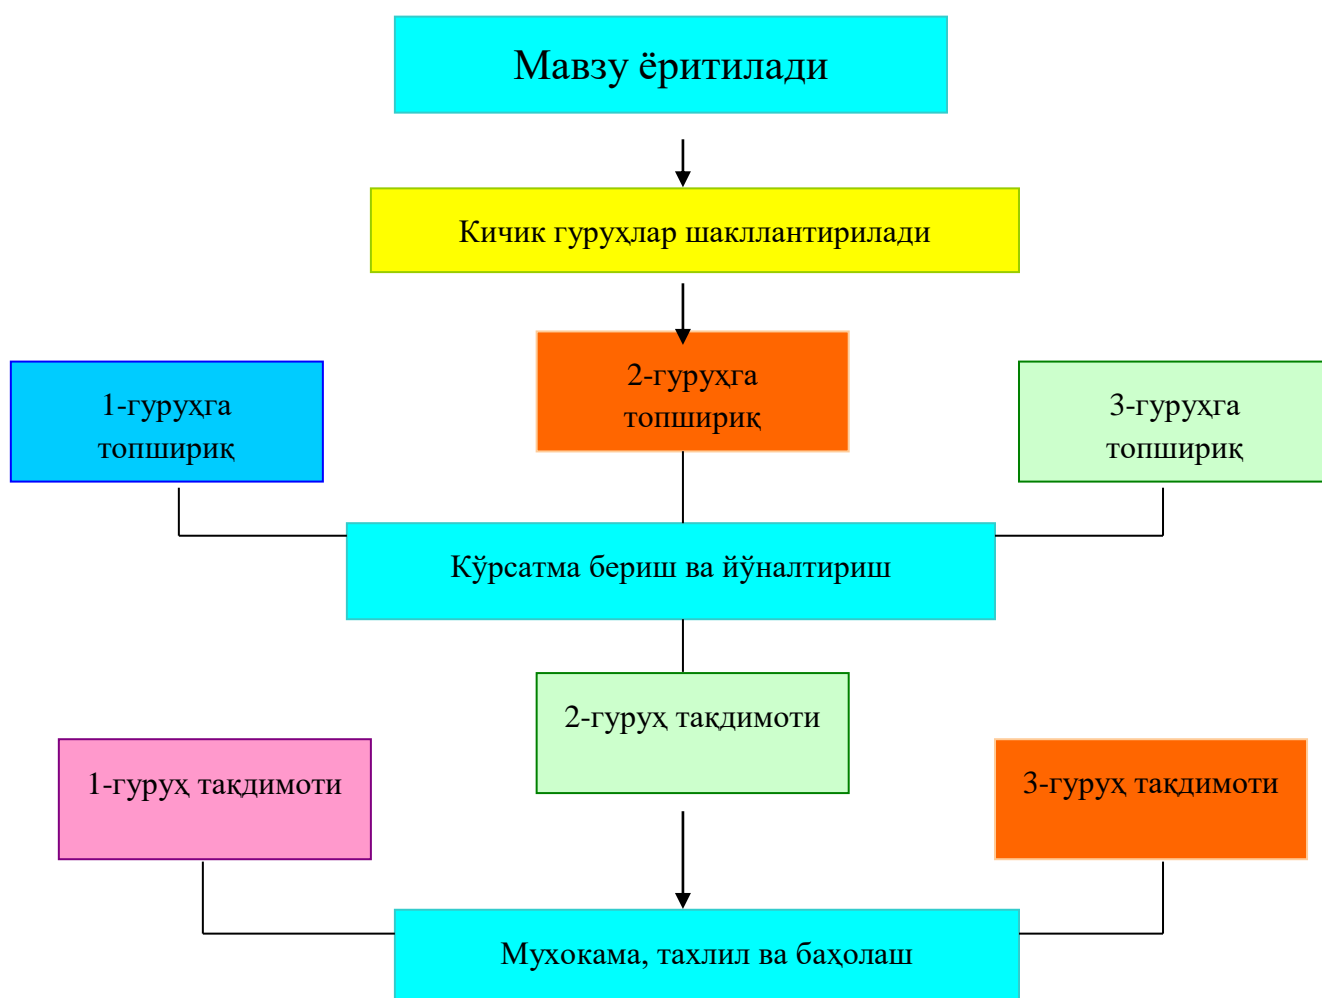 Мавзу ёритилади
Кичик гуруҳлар шакллантирилади
1-гуруҳга
топшириқ
2-гуруҳга
топшириқ
3-гуруҳга
топшириқ
Кўрсатма бериш ва йўналтириш
1-гуруҳ тақдимоти
2-гуруҳ тақдимоти
3-гуруҳ тақдимоти
Мухокама, тахлил ва баҳолаш